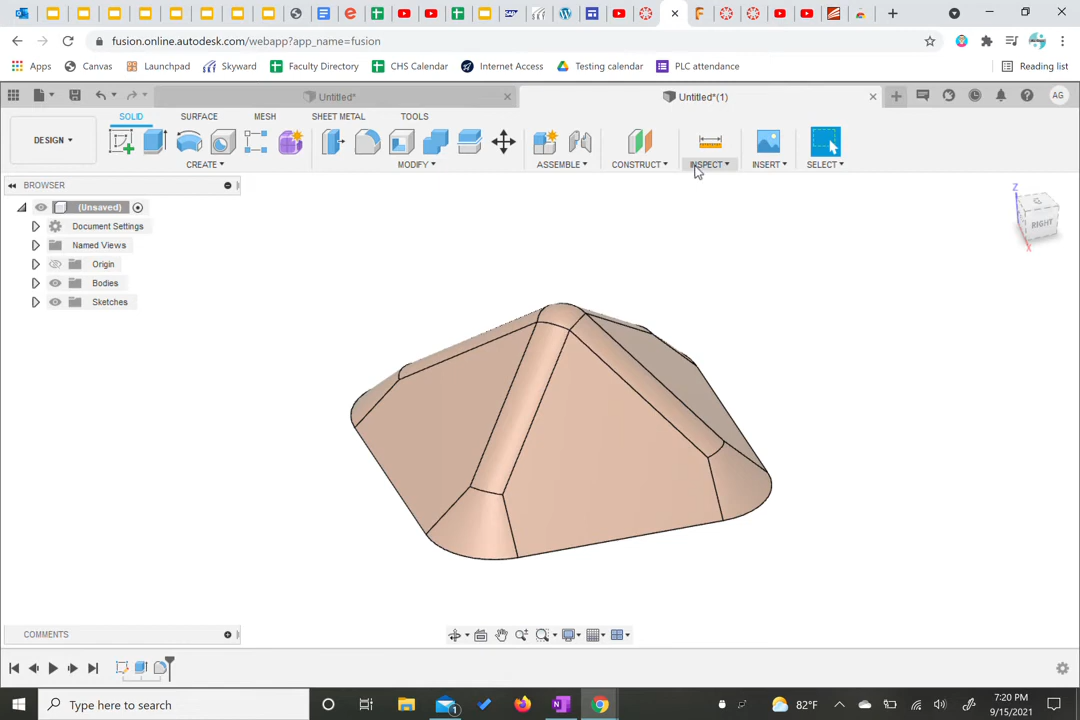 fusion.online.autodesk.com/webapp?app_name=fusion
Apps Canvas Launchpad Skyward Faculty Directory CHS Calendar Internet Access Testing calendar PLC attendance Reading list
Untitled* Untitled*(1) AG
SOLID SURFACE MESH SHEET METAL TOOLS
DESIGN
CREATE MODIFY ASSEMBLE CONSTRUCT INSPECT INSERT SELECT
BROWSER
(Unsaved)
Document Settings
Named Views
Origin
Bodies
Sketches
Z
RIGHT
X
COMMENTS
Type here to search
1
82°F
7:20 PM
9/15/2021